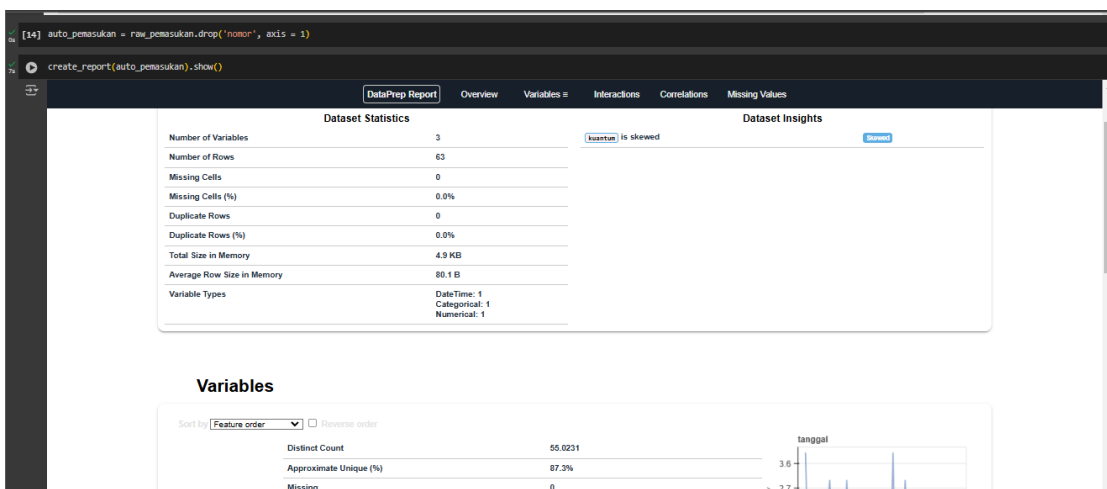 0s [14] auto_pemasukan = raw_pemasukan.drop('nomor', axis = 1)
7s create_report(auto_pemasukan).show()
DataPrep Report Overview Variables ≡ Interactions Correlations Missing Values
Dataset Statistics
Number of Variables 3
Number of Rows 63
Missing Cells 0
Missing Cells (%) 0.0%
Duplicate Rows 0
Duplicate Rows (%) 0.0%
Total Size in Memory 4.9 KB
Average Row Size in Memory 80.1 B
Variable Types DateTime: 1
Categorical: 1
Numerical: 1
Dataset Insights
kuantum is skewed Skewed
Variables
Sort by Feature order Reverse order
Distinct Count 55.0231
Approximate Unique (%) 87.3%
Missing 0
tanggal
3.6
2.7